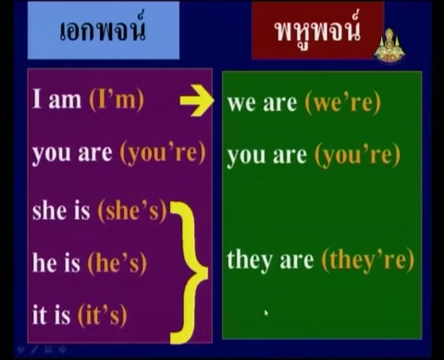 เอกพจน์
พหูพจน์
I am (I'm)
you are (you're)
she is (she's)
he is (he's)
it is (it's)
we are (we're)
you are (you're)
they are (they're)